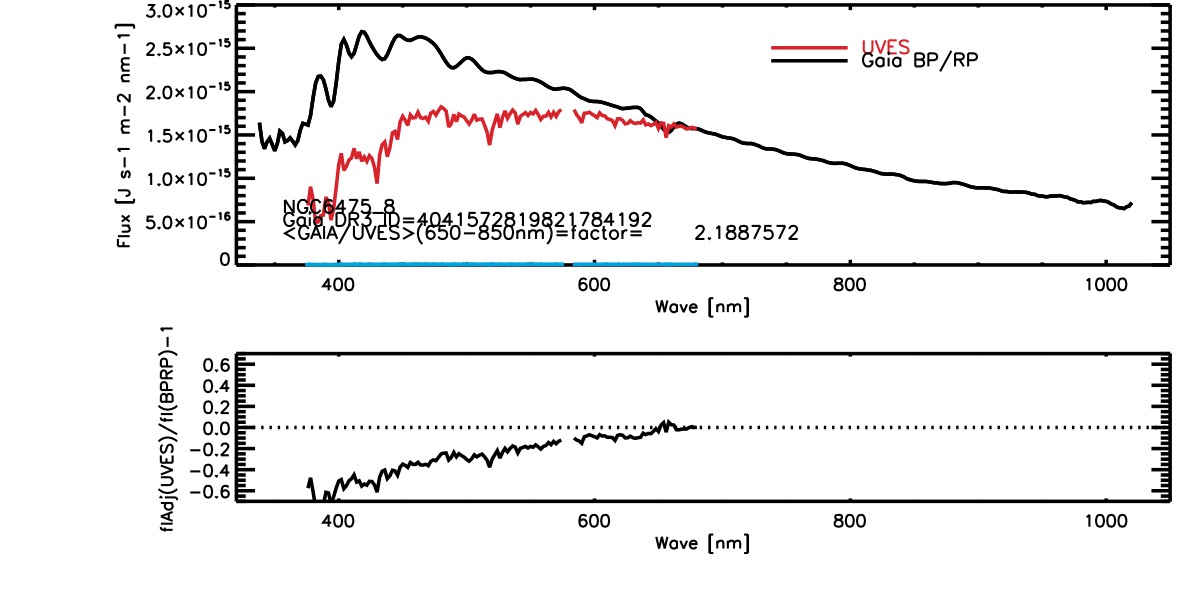 Flux [J s−1 m−2 nm−1]
3.0×10⁻¹⁵
2.5×10⁻¹⁵
2.0×10⁻¹⁵
1.5×10⁻¹⁵
1.0×10⁻¹⁵
5.0×10⁻¹⁶
0
UVES
Gaia BP/RP
NGC6475_8
Gaia DR3_ID=4041572819821784192
<GAIA/UVES>(650−850nm)=factor= 2.1887572
400 600 800 1000
Wave [nm]
flAdj(UVES)/fl(BPRP)−1
0.6
0.4
0.2
0.0
−0.2
−0.4
−0.6
400 600 800 1000
Wave [nm]